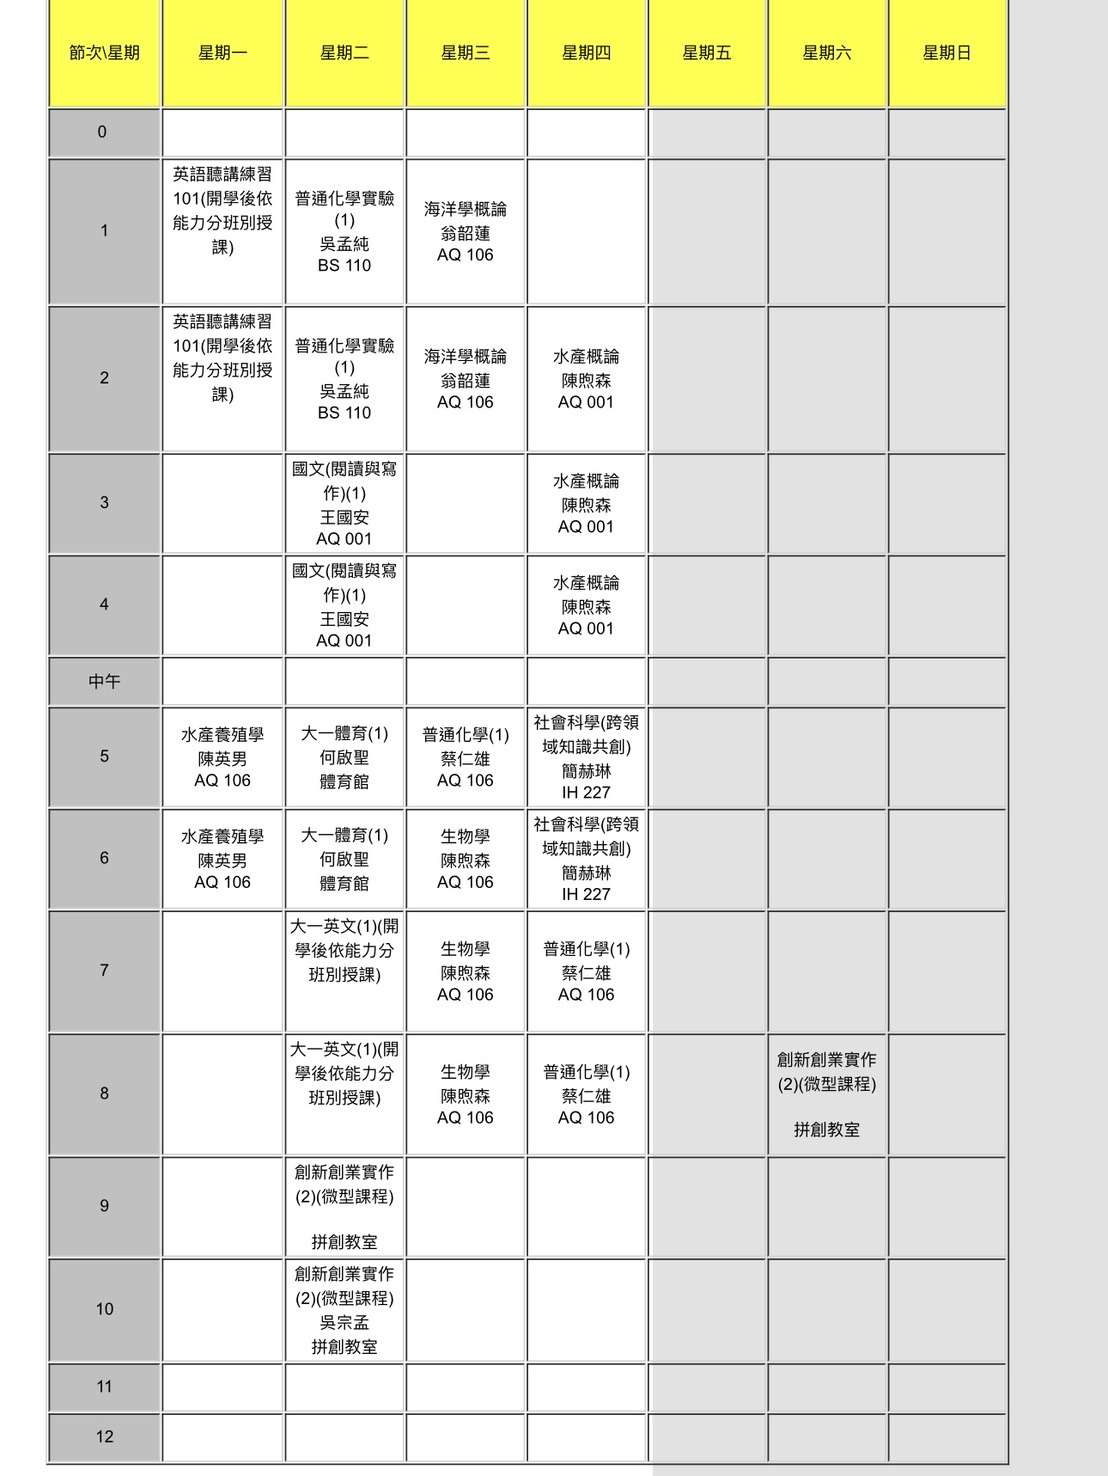 節次\星期 星期一 星期二 星期三 星期四 星期五 星期六 星期日
0
1
英語聽講練習
101(開學後依
能力分班別授
課)
普通化學實驗
(1)
吳孟純
BS 110
海洋學概論
翁韶蓮
AQ 106
2
英語聽講練習
101(開學後依
能力分班別授
課)
普通化學實驗
(1)
吳孟純
BS 110
海洋學概論
翁韶蓮
AQ 106
水產概論
陳煦森
AQ 001
3
國文(閱讀與寫
作)(1)
王國安
AQ 001
水產概論
陳煦森
AQ 001
4
國文(閱讀與寫
作)(1)
王國安
AQ 001
水產概論
陳煦森
AQ 001
中午
5
水產養殖學
陳英男
AQ 106
大一體育(1)
何啟聖
體育館
普通化學(1)
蔡仁雄
AQ 106
社會科學(跨領
域知識共創)
簡赫琳
IH 227
6
水產養殖學
陳英男
AQ 106
大一體育(1)
何啟聖
體育館
生物學
陳煦森
AQ 106
社會科學(跨領
域知識共創)
簡赫琳
IH 227
7
大一英文(1)(開
學後依能力分
班別授課)
生物學
陳煦森
AQ 106
普通化學(1)
蔡仁雄
AQ 106
8
大一英文(1)(開
學後依能力分
班別授課)
生物學
陳煦森
AQ 106
普通化學(1)
蔡仁雄
AQ 106
創新創業實作
(2)(微型課程)
拼創教室
9
創新創業實作
(2)(微型課程)
拼創教室
10
創新創業實作
(2)(微型課程)
吳宗孟
拼創教室
11
12